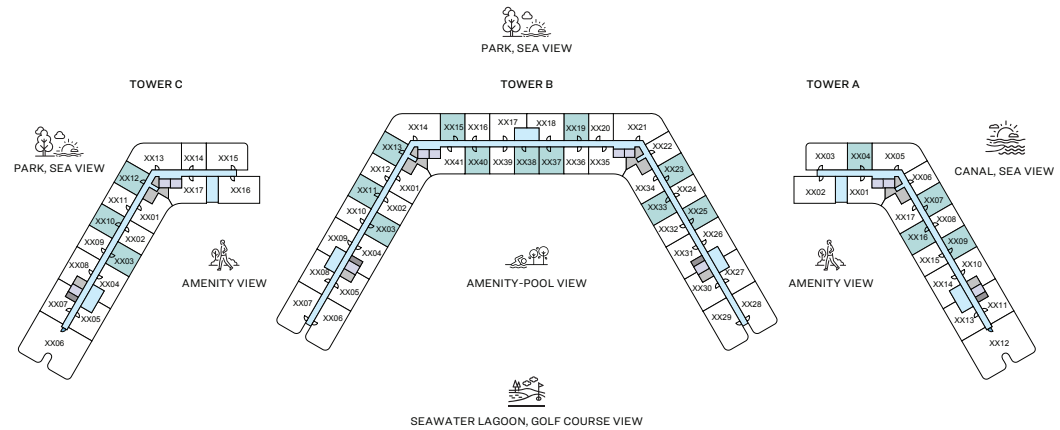 PARK, SEA VIEW
TOWER C
TOWER B
TOWER A
PARK, SEA VIEW
CANAL, SEA VIEW
XX13
XX14
XX15
XX12
XX17
XX16
XX11
XX01
XX10
XX02
XX09
XX03
XX08
XX04
XX07
XX05
XX06
AMENITY VIEW
XX14
XX15
XX16
XX17
XX18
XX19
XX20
XX21
XX13
XX41
XX40
XX39
XX38
XX37
XX36
XX35
XX22
XX12
XX01
XX34
XX23
XX11
XX02
XX33
XX24
XX10
XX03
XX32
XX25
XX09
XX04
XX31
XX26
XX08
XX05
XX30
XX27
XX07
XX06
XX29
XX28
AMENITY-POOL VIEW
XX03
XX04
XX05
XX02
XX01
XX06
XX17
XX07
XX16
XX08
XX15
XX09
XX14
XX10
XX13
XX11
XX12
AMENITY VIEW
SEAWATER LAGOON, GOLF COURSE VIEW